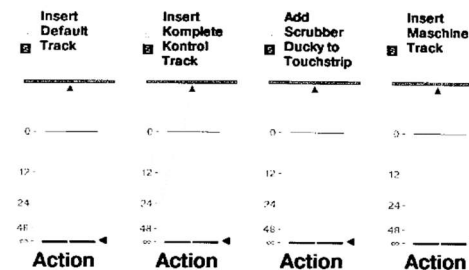 Insert
Default
Track
Insert
Komplete
Kontrol
Track
Add
Scrubber
Ducky to
Touchstrip
Insert
Maschine
Track
0 -
0 -
0 -
0 -
12 -
12 -
12 -
12 -
24
24
24
24
48 -
48 -
48 -
48 -
∞ -
∞ -
∞ -
∞ -
Action
Action
Action
Action